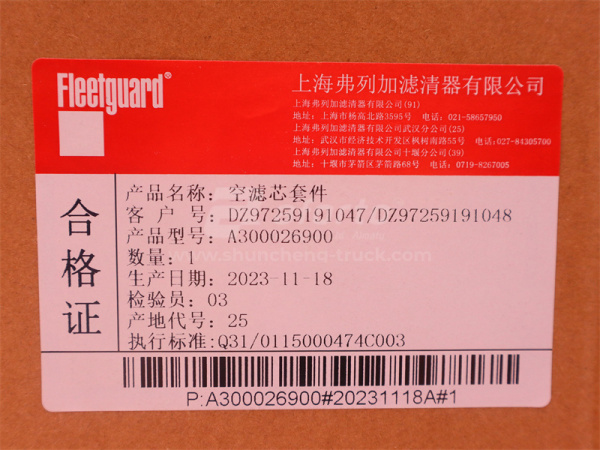 Fleetguard®
上海弗列加滤清器有限公司
上海弗列加滤清器有限公司(91)
地址：上海市杨高北路3595号 电话：021-58657950
上海弗列加滤清器有限公司武汉分公司(25)
地址：武汉市经济技术开发区枫树南路55号 电话:027-84305700
上海弗列加滤清器有限公司十堰分公司(39)
地址：十堰市茅箭区茅箭路68号 电话：0719-8267005
合格证
产品名称：空滤芯套件
客 户 号：DZ97259191047/DZ97259191048
产品型号：A300026900
数量：1
生产日期：2023-11-18
检验员：03
产地代号：25
执行标准:Q31/0115000474C003
www.shuncheng-truck.com
P:A300026900#20231118A#1